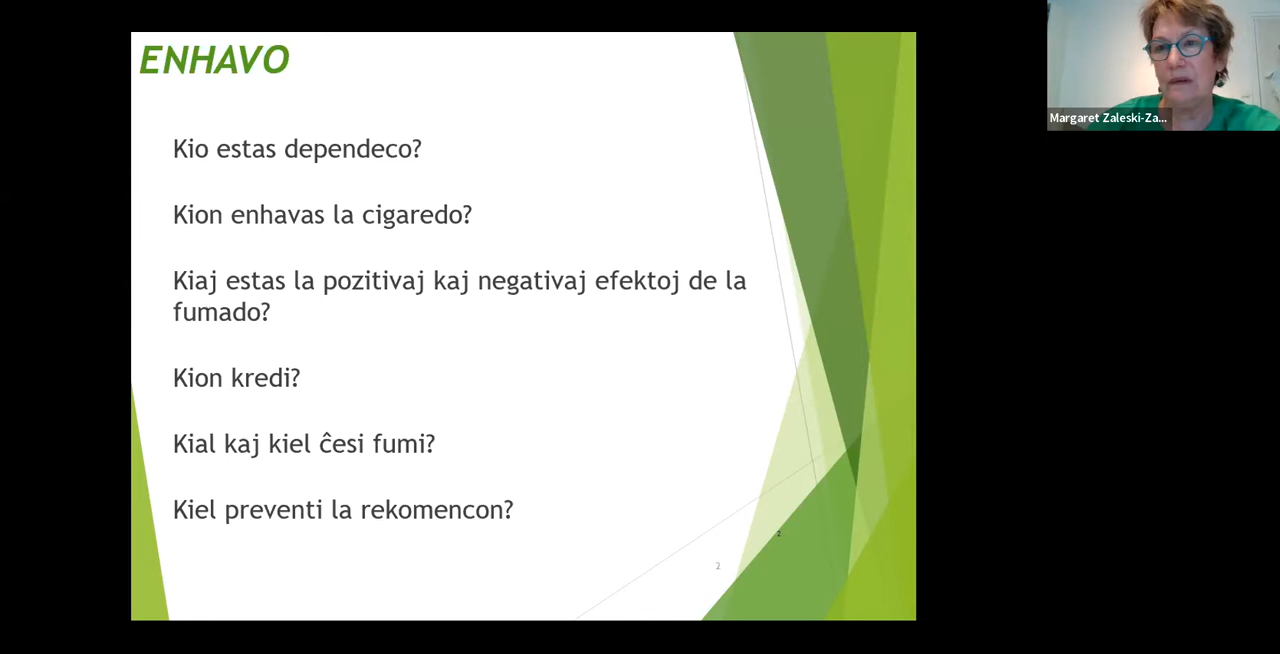 ENHAVO
Kio estas dependeco?
Kion enhavas la cigaredo?
Kiaj estas la pozitivaj kaj negativaj efektoj de la
fumado?
Kion kredi?
Kial kaj kiel ĉesi fumi?
Kiel preventi la rekomencon?
2
2
Margaret Zaleski-Za...